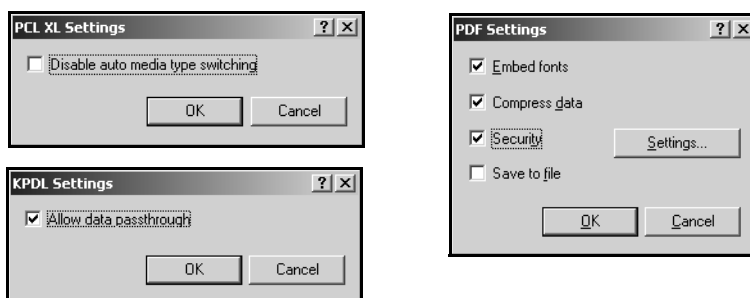 PCL XL Settings
Disable auto media type switching
OK Cancel
KPDL Settings
Allow data passthrough
OK Cancel
PDF Settings
Embed fonts
Compress data
Security Settings...
Save to file
OK Cancel